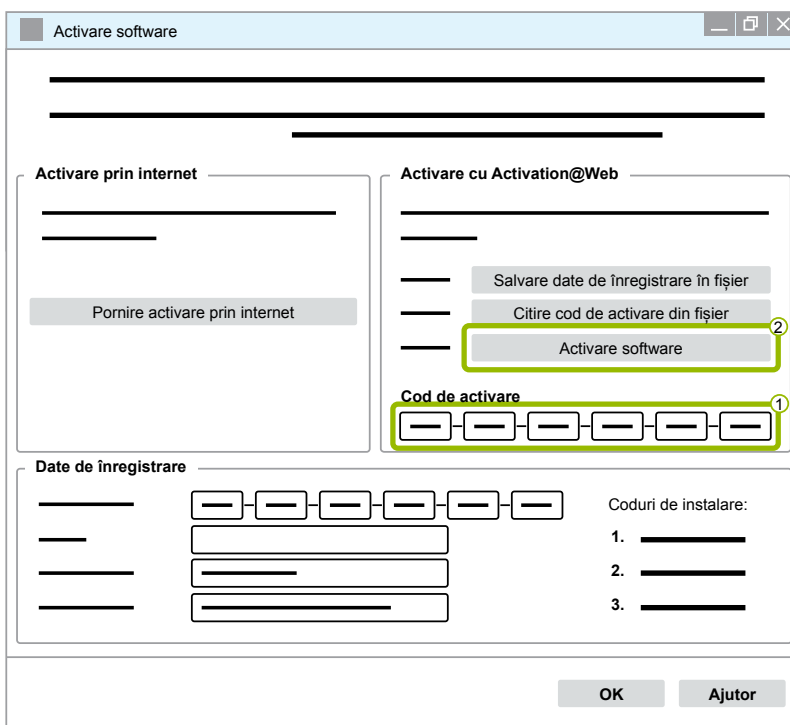 Activare software
Activare prin internet
Activare cu Activation@Web
Salvare date de înregistrare în fișier
Pornire activare prin internet
Citire cod de activare din fișier
2
Activare software
Cod de activare
1
Date de înregistrare
Coduri de instalare:
1.
2.
3.
OK
Ajutor